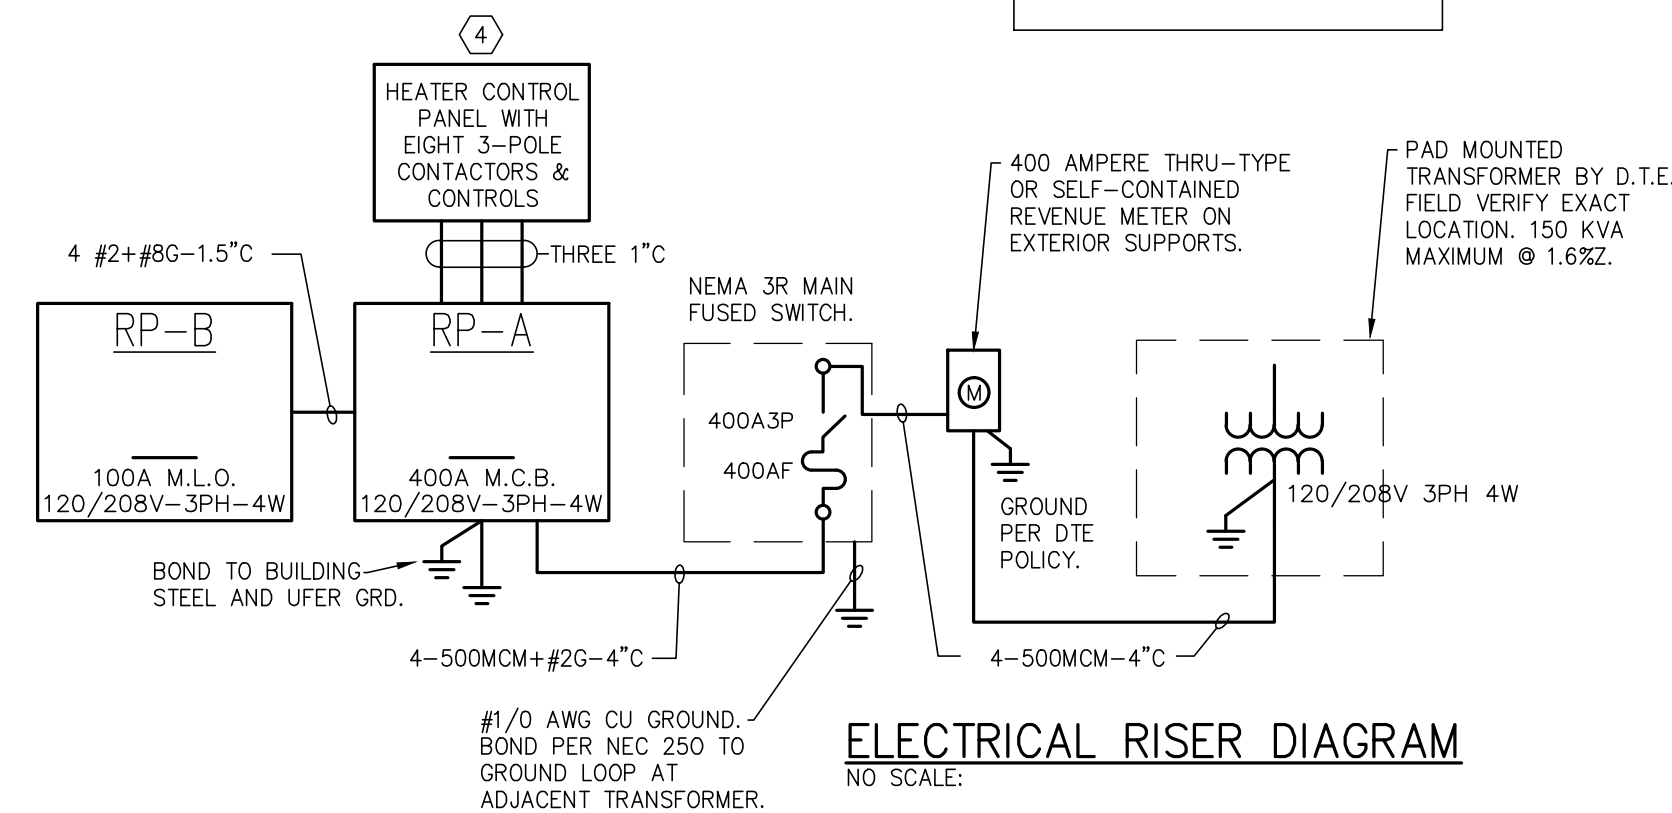 4
HEATER CONTROL
PANEL WITH
EIGHT 3-POLE
CONTACTORS &
CONTROLS
4 #2+#8G-1.5"C
THREE 1"C
RP-B
100A M.L.O.
120/208V-3PH-4W
RP-A
400A M.C.B.
120/208V-3PH-4W
BOND TO BUILDING
STEEL AND UFER GRD.
NEMA 3R MAIN
FUSED SWITCH.
400A3P
400AF
400 AMPERE THRU-TYPE
OR SELF-CONTAINED
REVENUE METER ON
EXTERIOR SUPPORTS.
M
GROUND
PER DTE
POLICY.
PAD MOUNTED
TRANSFORMER BY D.T.E.
FIELD VERIFY EXACT
LOCATION. 150 KVA
MAXIMUM @ 1.6%Z.
120/208V 3PH 4W
4-500MCM+#2G-4"C
4-500MCM-4"C
#1/0 AWG CU GROUND.
BOND PER NEC 250 TO
GROUND LOOP AT
ADJACENT TRANSFORMER.
ELECTRICAL RISER DIAGRAM
NO SCALE: